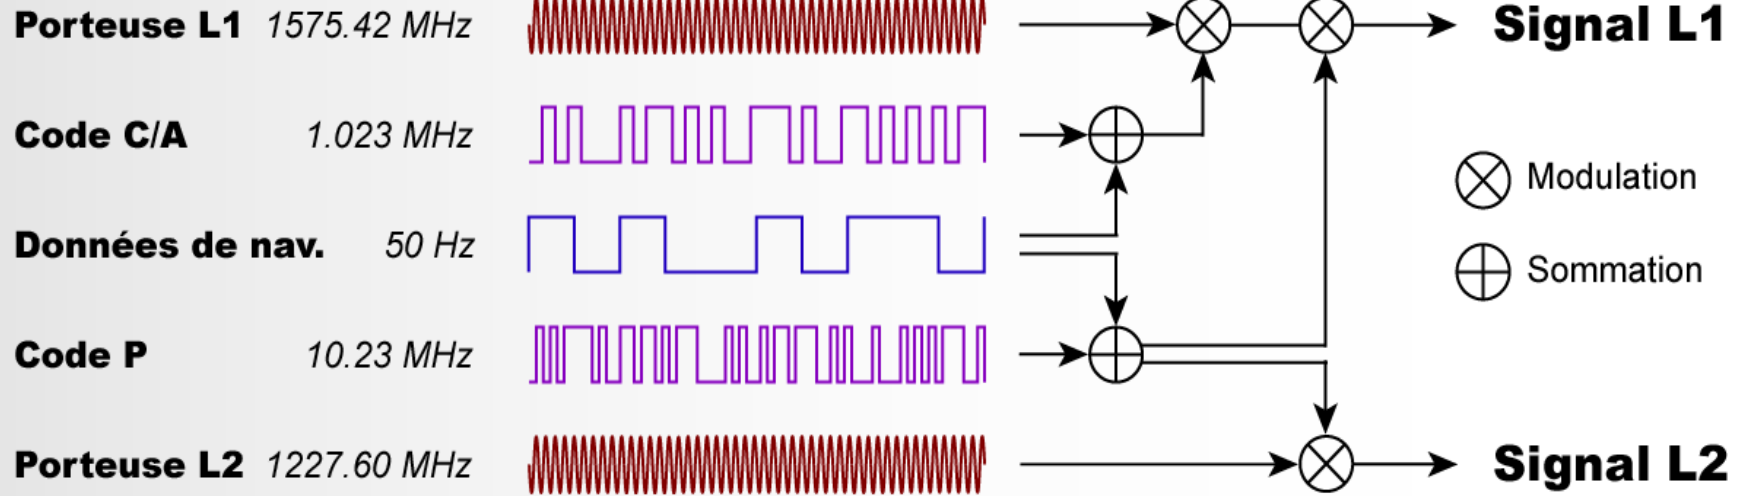 Porteuse L1 1575.42 MHz
Signal L1
Code C/A 1.023 MHz
Modulation
Données de nav. 50 Hz
Sommation
Code P 10.23 MHz
Porteuse L2 1227.60 MHz
Signal L2